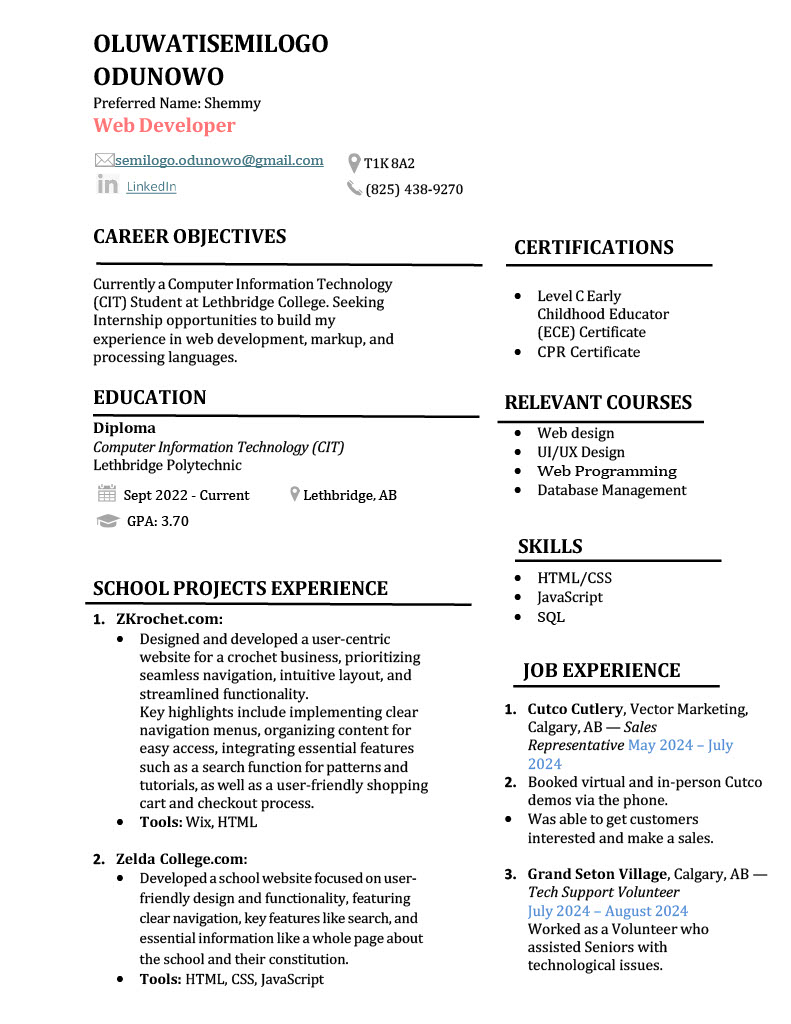 OLUWATISEMILOGO
ODUNOWO
Preferred Name: Shemmy
Web Developer
semilogo.odunowo@gmail.com
T1K 8A2
in LinkedIn
(825) 438-9270
CAREER OBJECTIVES
Currently a Computer Information Technology
(CIT) Student at Lethbridge College. Seeking
Internship opportunities to build my
experience in web development, markup, and
processing languages.
EDUCATION
Diploma
Computer Information Technology (CIT)
Lethbridge Polytechnic
Sept 2022 - Current
Lethbridge, AB
GPA: 3.70
SCHOOL PROJECTS EXPERIENCE
1. ZKrochet.com:
• Designed and developed a user-centric
website for a crochet business, prioritizing
seamless navigation, intuitive layout, and
streamlined functionality.
Key highlights include implementing clear
navigation menus, organizing content for
easy access, integrating essential features
such as a search function for patterns and
tutorials, as well as a user-friendly shopping
cart and checkout process.
• Tools: Wix, HTML
2. Zelda College.com:
• Developed a school website focused on user-
friendly design and functionality, featuring
clear navigation, key features like search, and
essential information like a whole page about
the school and their constitution.
• Tools: HTML, CSS, JavaScript
CERTIFICATIONS
• Level C Early
Childhood Educator
(ECE) Certificate
• CPR Certificate
RELEVANT COURSES
• Web design
• UI/UX Design
• Web Programming
• Database Management
SKILLS
• HTML/CSS
• JavaScript
• SQL
JOB EXPERIENCE
1. Cutco Cutlery, Vector Marketing,
Calgary, AB — Sales
Representative May 2024 – July
2024
2. Booked virtual and in-person Cutco
demos via the phone.
• Was able to get customers
interested and make a sales.
3. Grand Seton Village, Calgary, AB —
Tech Support Volunteer
July 2024 – August 2024
Worked as a Volunteer who
assisted Seniors with
technological issues.